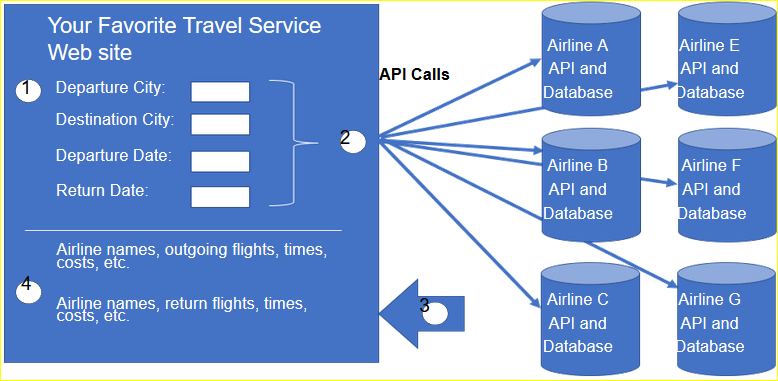 Your Favorite Travel Service
Web site
1
Departure City:
Destination City:
Departure Date:
Return Date:
2
API Calls
Airline names, outgoing flights, times,
costs, etc.
4
Airline names, return flights, times,
costs, etc.
3
Airline A
API and
Database
Airline E
API and
Database
Airline B
API and
Database
Airline F
API and
Database
Airline C
API and
Database
Airline G
API and
Database